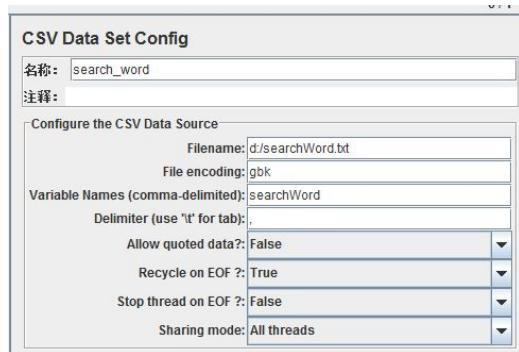 CSV Data Set Config
名称: search_word
注释:
Configure the CSV Data Source
Filename: d:/searchWord.txt
File encoding: gbk
Variable Names (comma-delimited): searchWord
Delimiter (use '\t' for tab): ,
Allow quoted data?: False
Recycle on EOF ?: True
Stop thread on EOF ?: False
Sharing mode: All threads